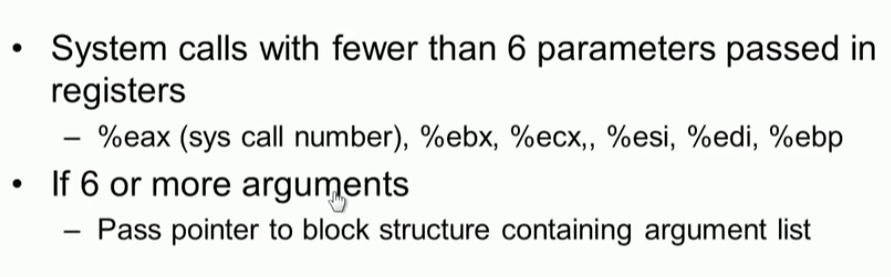 • System calls with fewer than 6 parameters passed in
registers
– %eax (sys call number), %ebx, %ecx,, %esi, %edi, %ebp
• If 6 or more arguments
– Pass pointer to block structure containing argument list